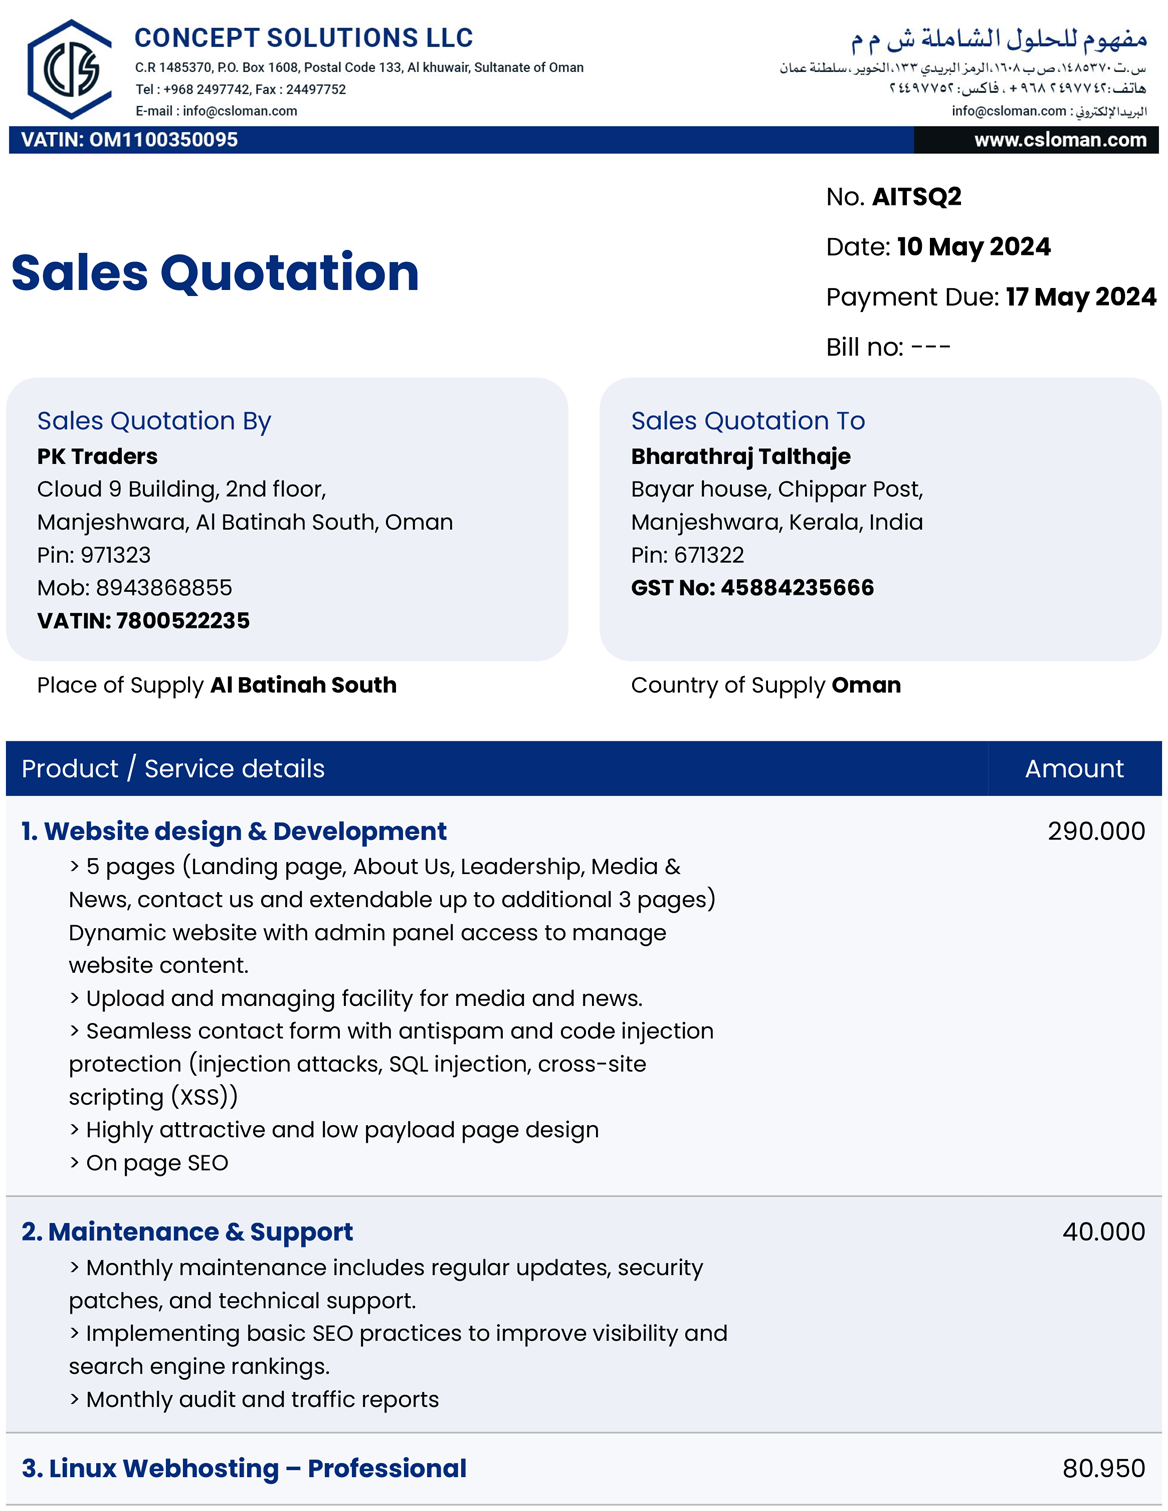 CONCEPT SOLUTIONS LLC
C.R 1485370, P.O. Box 1608, Postal Code 133, Al khuwair, Sultanate of Oman
Tel : +968 2497742, Fax : 24497752
E-mail : info@csloman.com
مفهوم للحلول الشاملة ش م م
س.ت ١٤٨٥٣٧٠، ص ب ١٦٠٨، الرمز البريدي ١٣٣، الخوير ، سلطنة عمان
هاتف: ٢٤٩٧٧٤٢ ٩٦٨ + ، فاكس: ٢٤٤٩٧٧٥٢
البريد الإلكتروني : info@csloman.com
VATIN: OM1100350095
www.csloman.com
No. AITSQ2
Date: 10 May 2024
Sales Quotation
Payment Due: 17 May 2024
Bill no: ---
Sales Quotation By
PK Traders
Cloud 9 Building, 2nd floor,
Manjeshwara, Al Batinah South, Oman
Pin: 971323
Mob: 8943868855
VATIN: 7800522235
Sales Quotation To
Bharathraj Talthaje
Bayar house, Chippar Post,
Manjeshwara, Kerala, India
Pin: 671322
GST No: 45884235666
Place of Supply Al Batinah South
Country of Supply Oman
Product / Service details Amount
1. Website design & Development 290.000
> 5 pages (Landing page, About Us, Leadership, Media &
News, contact us and extendable up to additional 3 pages)
Dynamic website with admin panel access to manage
website content.
> Upload and managing facility for media and news.
> Seamless contact form with antispam and code injection
protection (injection attacks, SQL injection, cross-site
scripting (XSS))
> Highly attractive and low payload page design
> On page SEO
2. Maintenance & Support 40.000
> Monthly maintenance includes regular updates, security
patches, and technical support.
> Implementing basic SEO practices to improve visibility and
search engine rankings.
> Monthly audit and traffic reports
3. Linux Webhosting – Professional 80.950